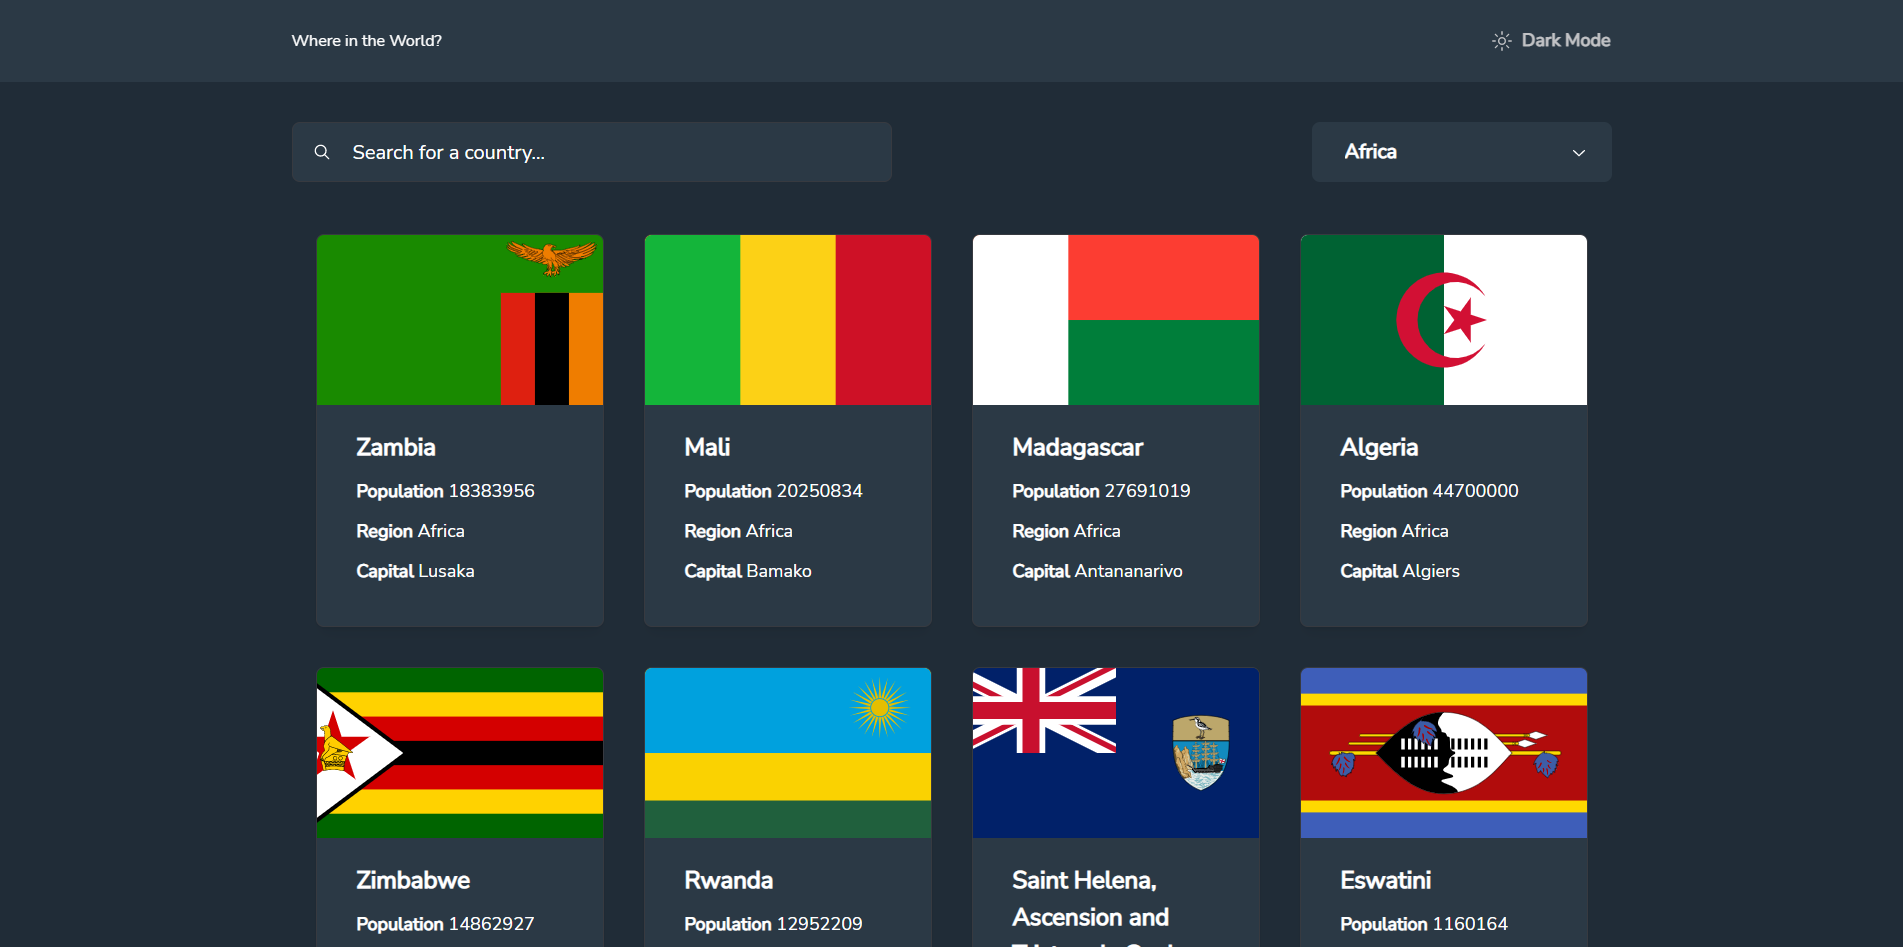 Where in the World?
Dark Mode
Search for a country...
Africa
Zambia
Population 18383956
Region Africa
Capital Lusaka
Mali
Population 20250834
Region Africa
Capital Bamako
Madagascar
Population 27691019
Region Africa
Capital Antananarivo
Algeria
Population 44700000
Region Africa
Capital Algiers
Zimbabwe
Population 14862927
Rwanda
Population 12952209
Saint Helena,
Ascension and
Eswatini
Population 1160164